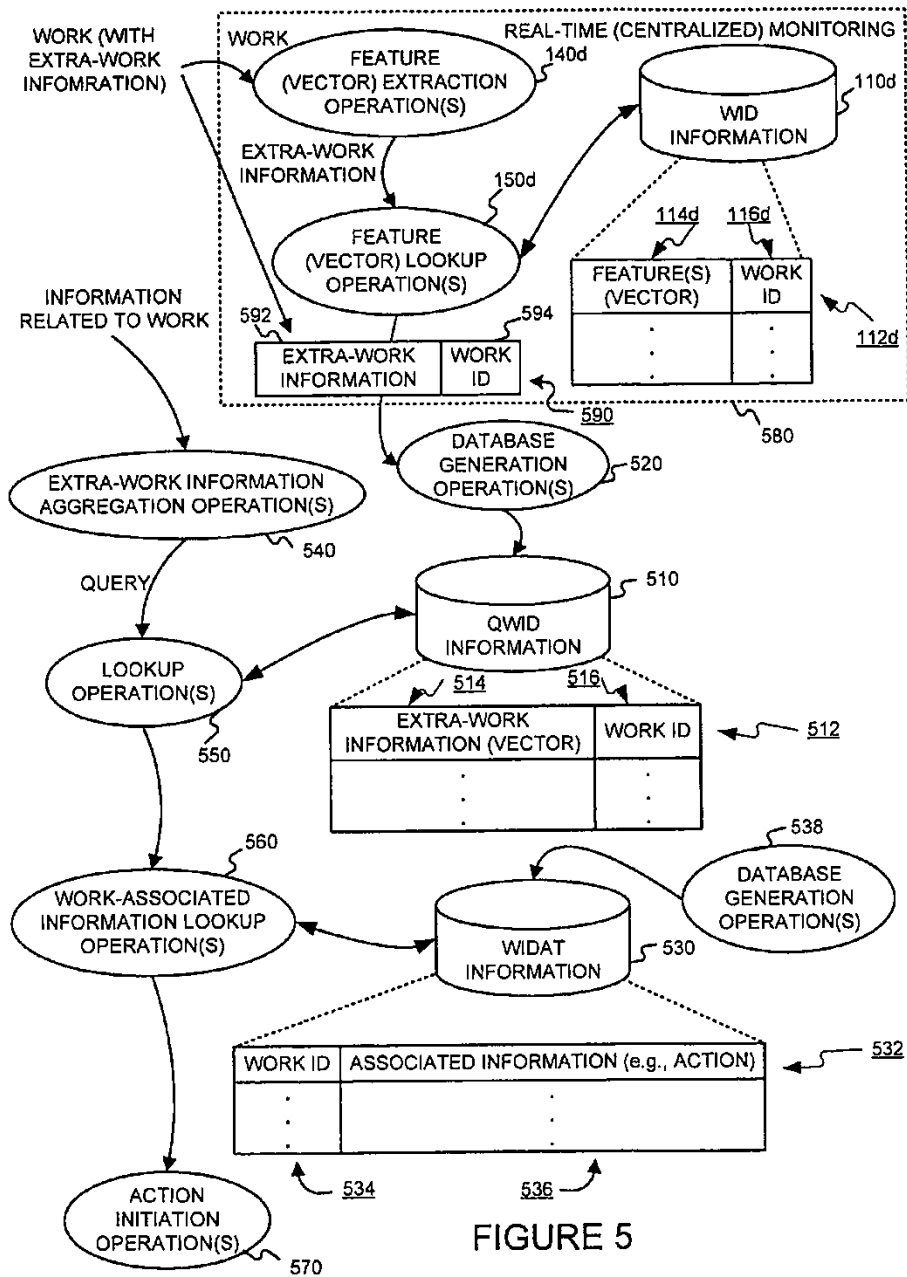 WORK (WITH
EXTRA-WORK
INFOMRATION)
WORK
REAL-TIME (CENTRALIZED) MONITORING
FEATURE
(VECTOR) EXTRACTION
OPERATION(S)
140d
WID
INFORMATION
110d
EXTRA-WORK
INFORMATION
150d
FEATURE
(VECTOR) LOOKUP
OPERATION(S)
114d
116d
FEATURE(S)
(VECTOR)
WORK
ID
112d
INFORMATION
RELATED TO WORK
592
594
EXTRA-WORK
INFORMATION
WORK
ID
590
580
DATABASE
GENERATION
OPERATION(S)
520
EXTRA-WORK INFORMATION
AGGREGATION OPERATION(S)
540
QUERY
510
QWID
INFORMATION
LOOKUP
OPERATION(S)
550
514
516
EXTRA-WORK
INFORMATION (VECTOR)
WORK ID
512
538
DATABASE
GENERATION
OPERATION(S)
560
WORK-ASSOCIATED
INFORMATION LOOKUP
OPERATION(S)
WIDAT
INFORMATION
530
WORK ID
ASSOCIATED INFORMATION (e.g., ACTION)
532
534
536
ACTION
INITIATION
OPERATION(S)
570
FIGURE 5